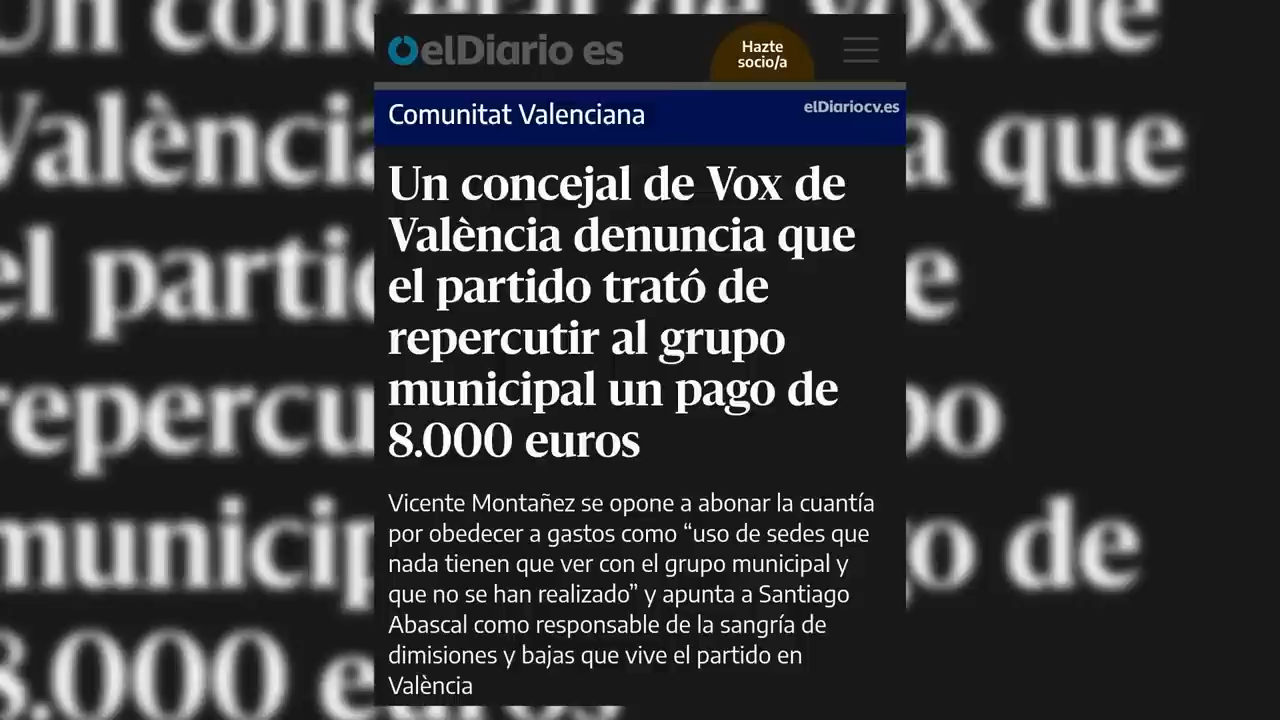 elDiario es
Hazte
socio/a
Comunitat Valenciana
elDiariocv.es
Un concejal de Vox de
València denuncia que
el partido trató de
repercutir al grupo
municipal un pago de
8.000 euros
Vicente Montañez se opone a abonar la cuantía
por obedecer a gastos como “uso de sedes que
nada tienen que ver con el grupo municipal y
que no se han realizado” y apunta a Santiago
Abascal como responsable de la sangría de
dimisiones y bajas que vive el partido en
València